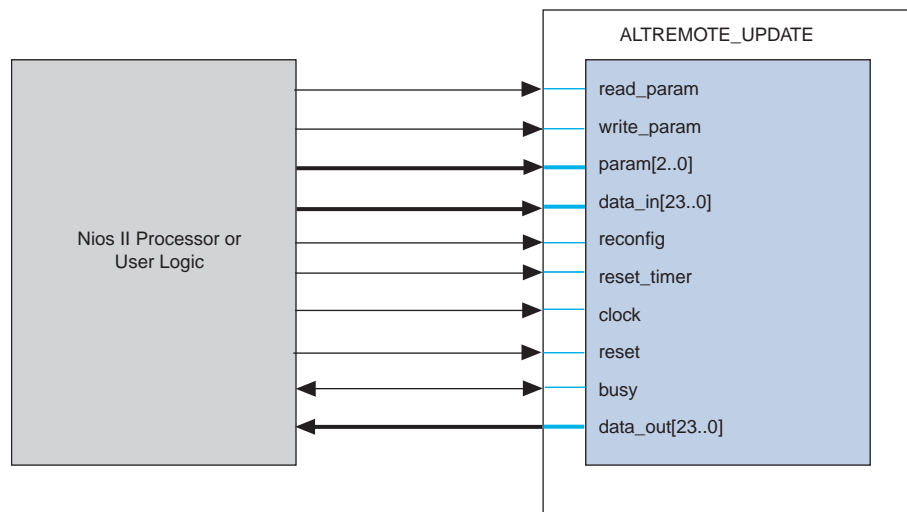 ALTREMOTE_UPDATE
Nios II Processor or
User Logic
read_param
write_param
param[2..0]
data_in[23..0]
reconfig
reset_timer
clock
reset
busy
data_out[23..0]